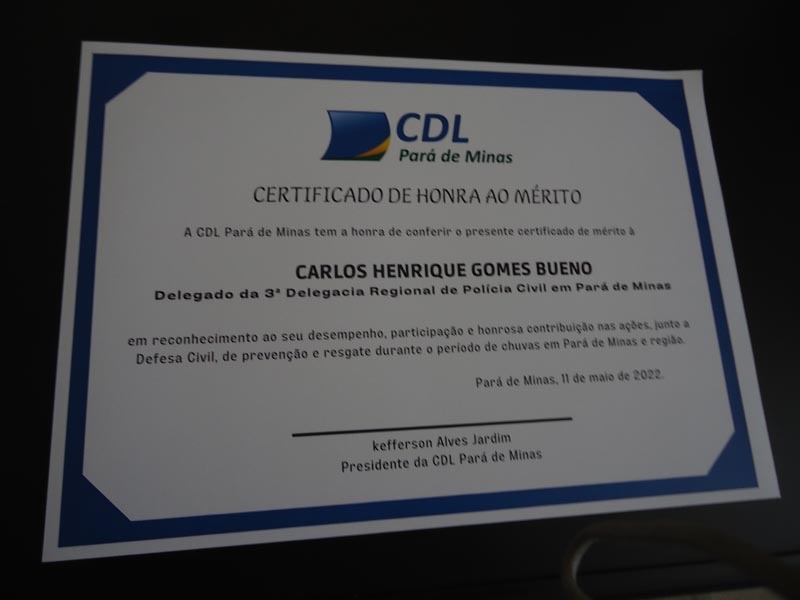 CDL
Pará de Minas
CERTIFICADO DE HONRA AO MÉRITO
A CDL Pará de Minas tem a honra de conferir o presente certificado de mérito à
CARLOS HENRIQUE GOMES BUENO
Delegado da 3ª Delegacia Regional de Polícia Civil em Pará de Minas
em reconhecimento ao seu desempenho, participação e honrosa contribuição nas ações, junto a
Defesa Civil, de prevenção e resgate durante o período de chuvas em Pará de Minas e região.
Pará de Minas, 11 de maio de 2022.
kefferson Alves Jardim
Presidente da CDL Pará de Minas